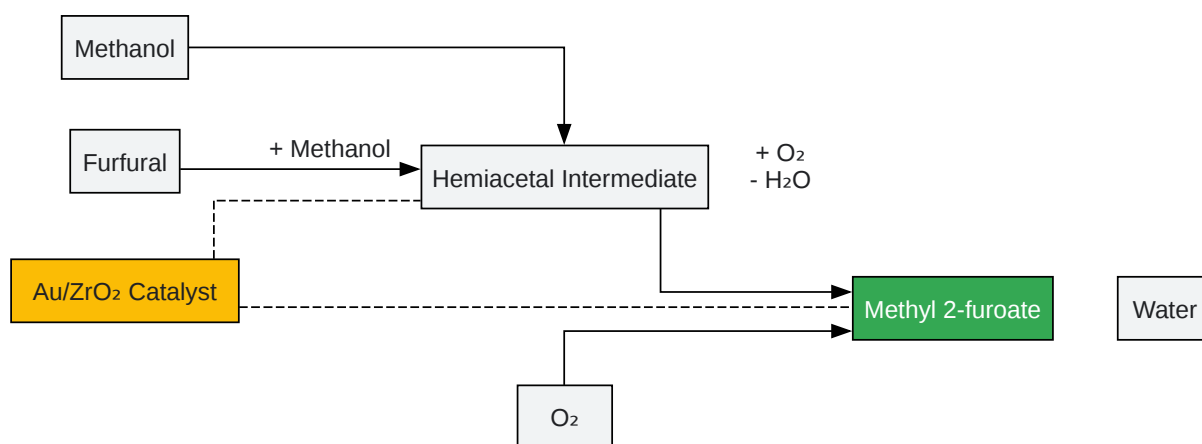 Methanol
Furfural
+ Methanol
Hemiacetal Intermediate
+ O₂
- H₂O
Au/ZrO₂ Catalyst
Methyl 2-furoate
Water
O₂